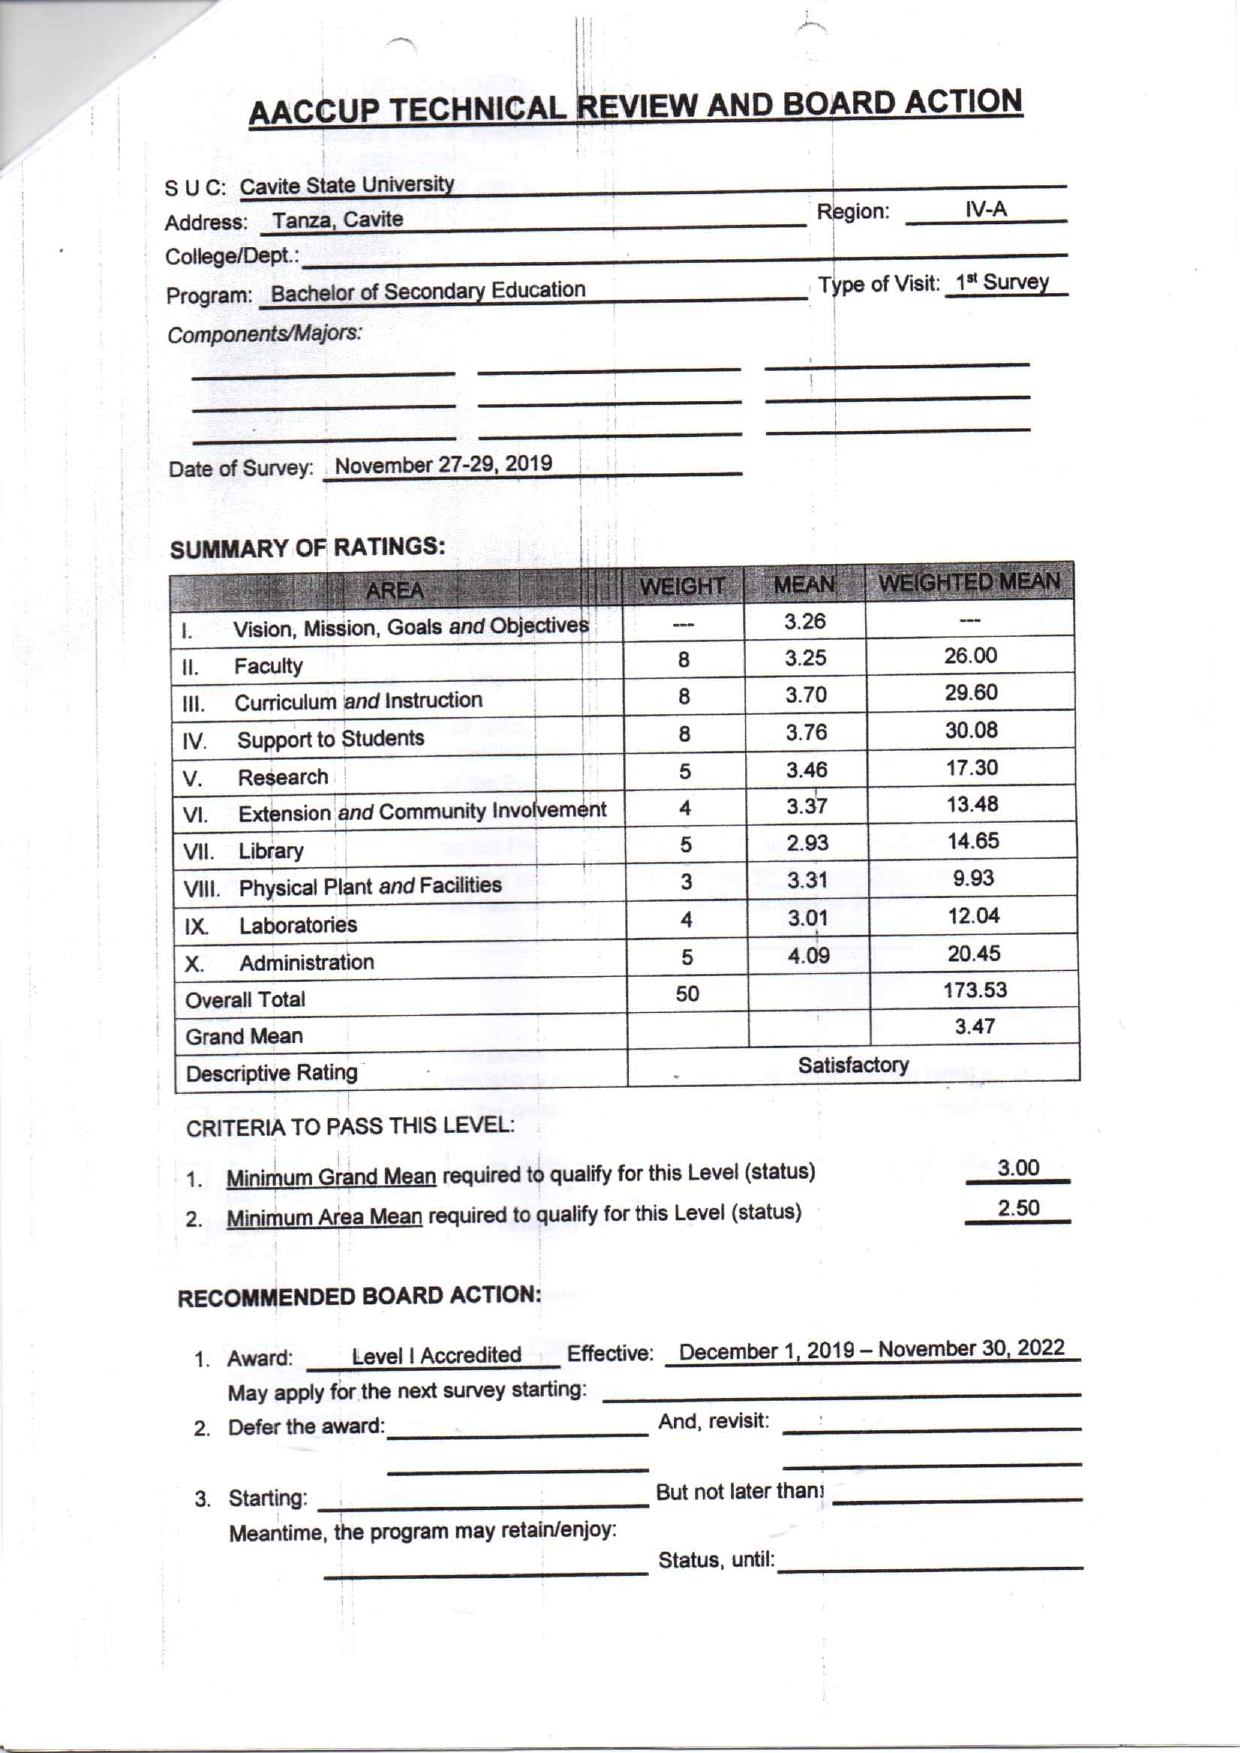 AACCUP TECHNICAL REVIEW AND BOARD ACTION
S U C: Cavite State University
Address: Tanza, Cavite Region: IV-A
College/Dept.:
Program: Bachelor of Secondary Education Type of Visit: 1st Survey
Components/Majors:
Date of Survey: November 27-29, 2019
SUMMARY OF RATINGS:
AREA WEIGHT MEAN WEIGHTED MEAN
I. Vision, Mission, Goals and Objectives --- 3.26 ---
II. Faculty 8 3.25 26.00
III. Curriculum and Instruction 8 3.70 29.60
IV. Support to Students 8 3.76 30.08
V. Research 5 3.46 17.30
VI. Extension and Community Involvement 4 3.37 13.48
VII. Library 5 2.93 14.65
VIII. Physical Plant and Facilities 3 3.31 9.93
IX. Laboratories 4 3.01 12.04
X. Administration 5 4.09 20.45
Overall Total 50 173.53
Grand Mean 3.47
Descriptive Rating Satisfactory
CRITERIA TO PASS THIS LEVEL:
1. Minimum Grand Mean required to qualify for this Level (status) 3.00
2. Minimum Area Mean required to qualify for this Level (status) 2.50
RECOMMENDED BOARD ACTION:
1. Award: Level I Accredited Effective: December 1, 2019 – November 30, 2022
May apply for the next survey starting:
2. Defer the award: And, revisit:
3. Starting: But not later than:
Meantime, the program may retain/enjoy:
Status, until: